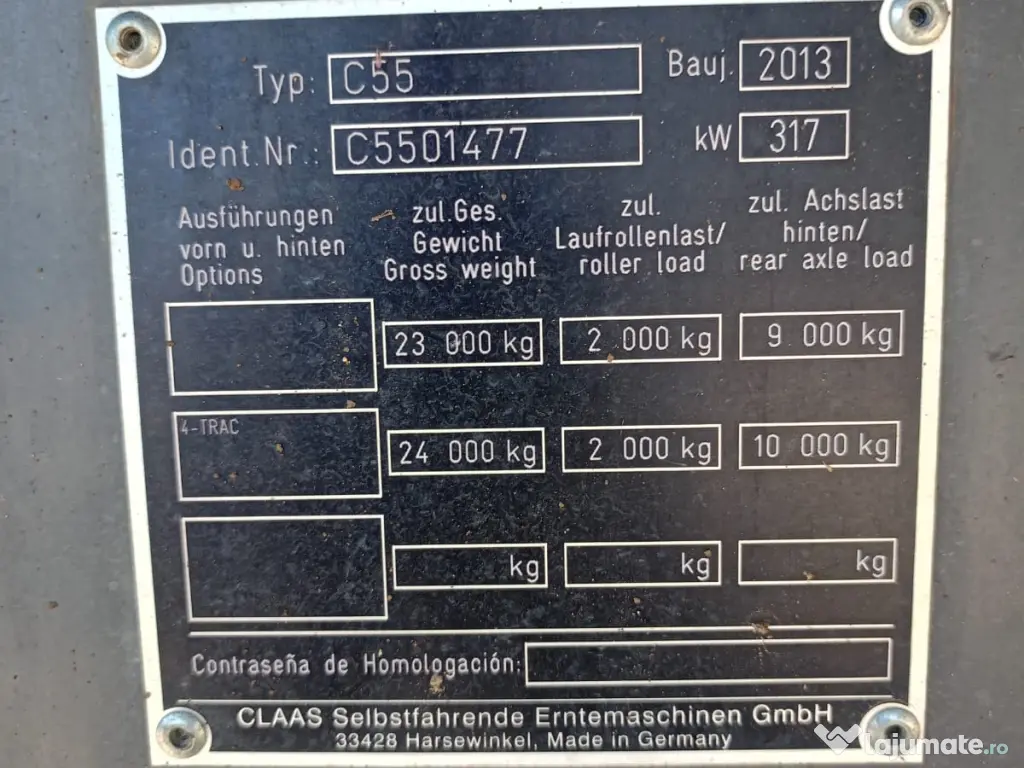 Typ: C55 Bauj. 2013
Ident.Nr.: C5501477 kW 317
Ausführungen
vorn u. hinten
Options
zul.Ges.
Gewicht
Gross weight
zul.
Laufrollenlast/
roller load
zul. Achslast
hinten/
rear axle load
23 000 kg 2 000 kg 9 000 kg
4-TRAC
24 000 kg 2 000 kg 10 000 kg
kg kg kg
Contraseña de Homologación:
CLAAS Selbstfahrende Erntemaschinen GmbH
33428 Harsewinkel, Made in Germany
Lajumate.ro